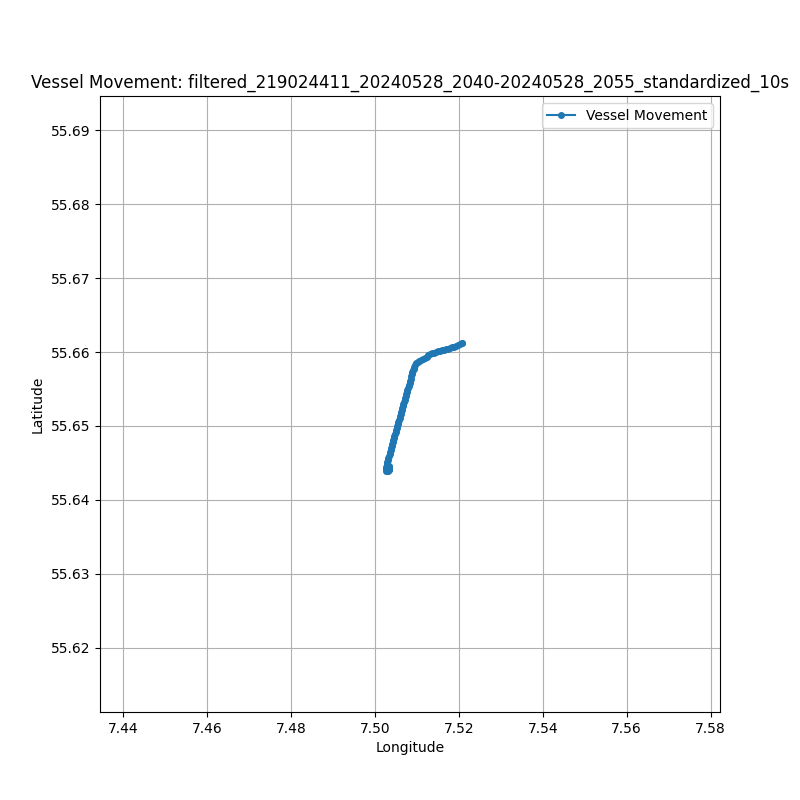 Vessel Movement: filtered_219024411_20240528_2040-20240528_2055_standardized_10s
Vessel Movement
55.69
55.68
55.67
55.66
55.65
55.64
55.63
55.62
Latitude
7.44 7.46 7.48 7.50 7.52 7.54 7.56 7.58
Longitude